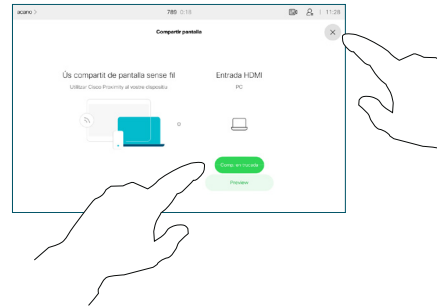 acano
789 0:18
11:28
Compartir pantalla
Ús compartit de pantalla sense fil
Utilitzar Cisco Proximity al vostre dispositiu
o
Entrada HDMI
PC
Preview